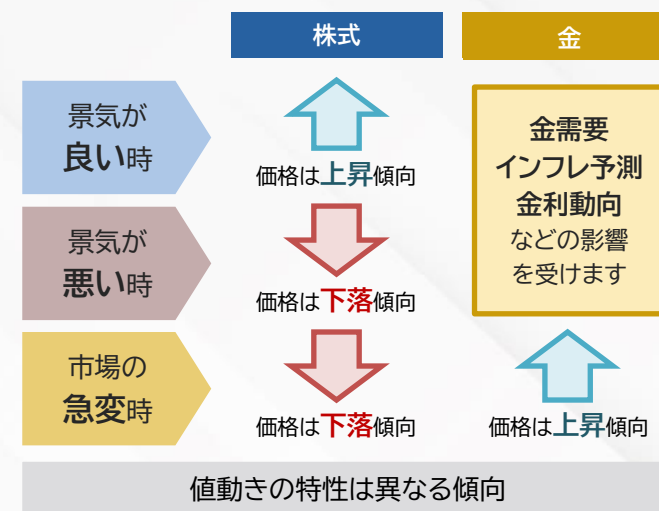 株式
金
景気が
良い時
価格は上昇傾向
金需要
インフレ予測
金利動向
などの影響
を受けます
景気が
悪い時
価格は下落傾向
市場の
急変時
価格は下落傾向
価格は上昇傾向
値動きの特性は異なる傾向